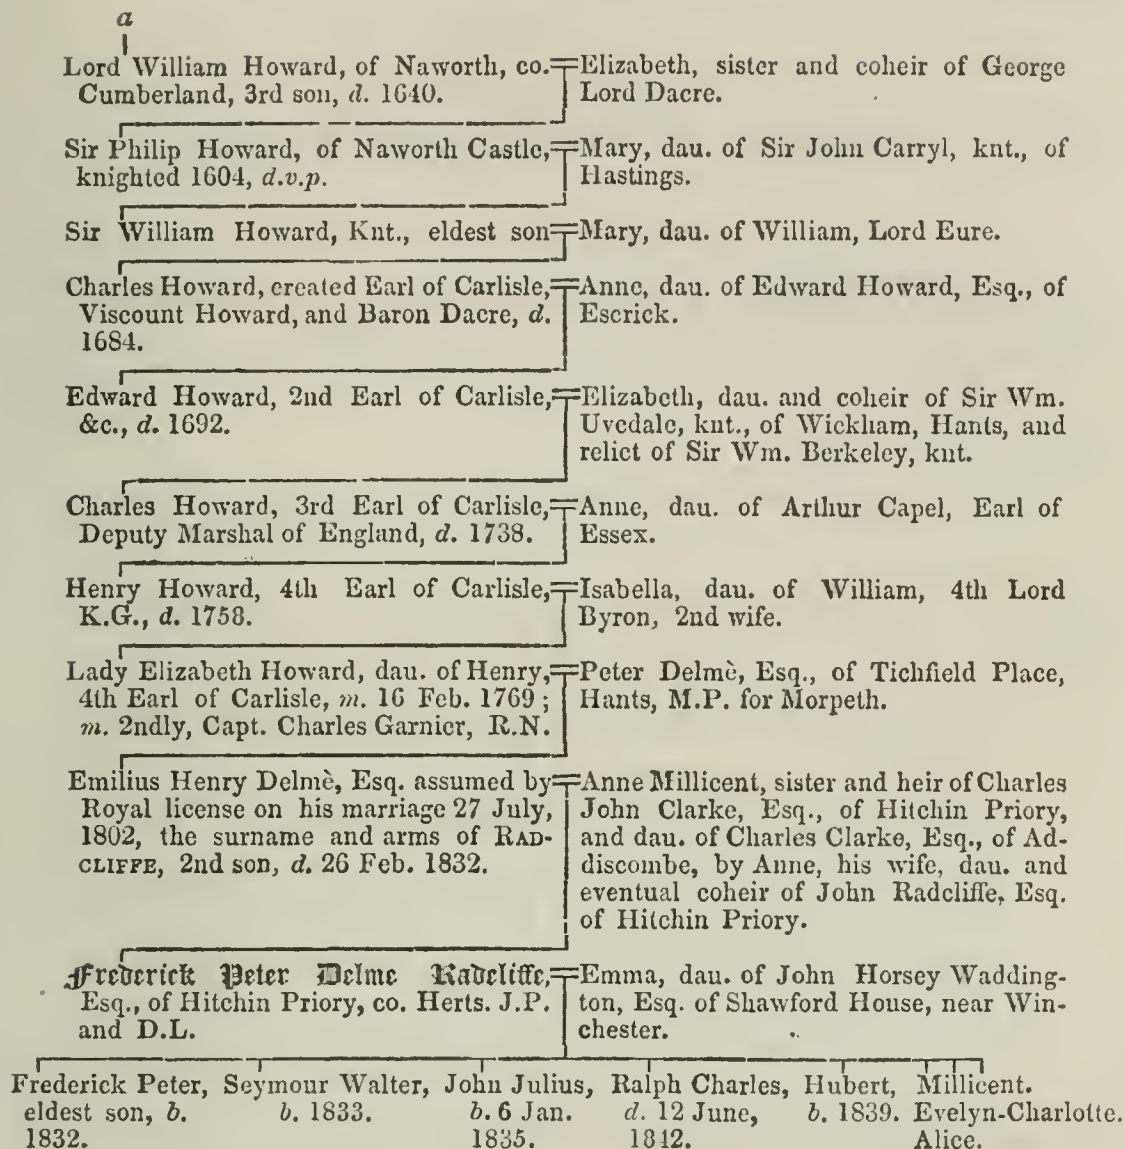 a
Lord William Howard, of Naworth, co. Cumberland, 3rd son, d. 1640.
Elizabeth, sister and coheir of George Lord Dacre.
Sir Philip Howard, of Naworth Castle, knighted 1604, d.v.p.
Mary, dau. of Sir John Carryl, knt., of Hastings.
Sir William Howard, Knt., eldest son
Mary, dau. of William, Lord Eure.
Charles Howard, created Earl of Carlisle, Viscount Howard, and Baron Dacre, d. 1684.
Anne, dau. of Edward Howard, Esq., of Escrick.
Edward Howard, 2nd Earl of Carlisle, &c., d. 1692.
Elizabeth, dau. and coheir of Sir Wm. Uvedale, knt., of Wickham, Hants, and relict of Sir Wm. Berkeley, knt.
Charles Howard, 3rd Earl of Carlisle, Deputy Marshal of England, d. 1738.
Anne, dau. of Arthur Capel, Earl of Essex.
Henry Howard, 4th Earl of Carlisle, K.G., d. 1758.
Isabella, dau. of William, 4th Lord Byron, 2nd wife.
Lady Elizabeth Howard, dau. of Henry, 4th Earl of Carlisle, m. 16 Feb. 1769; m. 2ndly, Capt. Charles Garnier, R.N.
Peter Delmè, Esq., of Tichfield Place, Hants, M.P. for Morpeth.
Emilius Henry Delmè, Esq. assumed by Royal license on his marriage 27 July, 1802, the surname and arms of RADCLIFFE, 2nd son, d. 26 Feb. 1832.
Anne Millicent, sister and heir of Charles John Clarke, Esq., of Hitchin Priory, and dau. of Charles Clarke, Esq., of Addiscombe, by Anne, his wife, dau. and eventual coheir of John Radcliffe, Esq. of Hitchin Priory.
Frederick Peter Delme Radcliffe, Esq., of Hitchin Priory, co. Herts. J.P. and D.L.
Emma, dau. of John Horsey Waddington, Esq. of Shawford House, near Winchester.
Frederick Peter, eldest son, b. 1832.
Seymour Walter, b. 1833.
John Julius, b. 6 Jan. 1835.
Ralph Charles, d. 12 June, 1842.
Hubert, b. 1839.
Millicent.
Evelyn-Charlotte.
Alice.